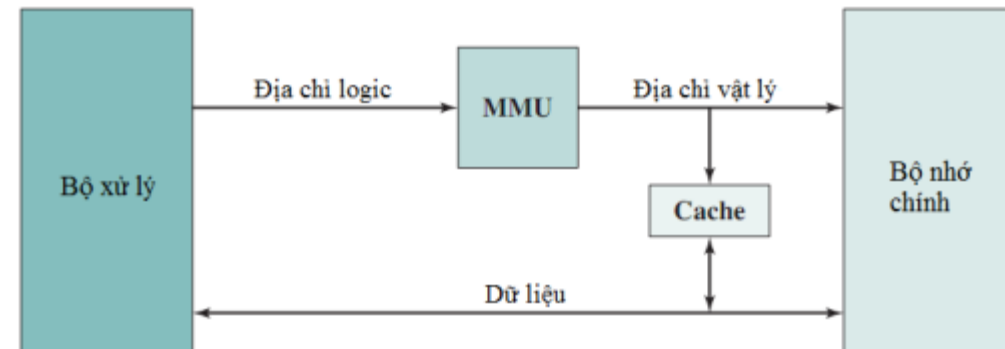 Địa chỉ logic
MMU
Địa chỉ vật lý
Bộ xử lý
Bộ nhớ
chính
Cache
Dữ liệu